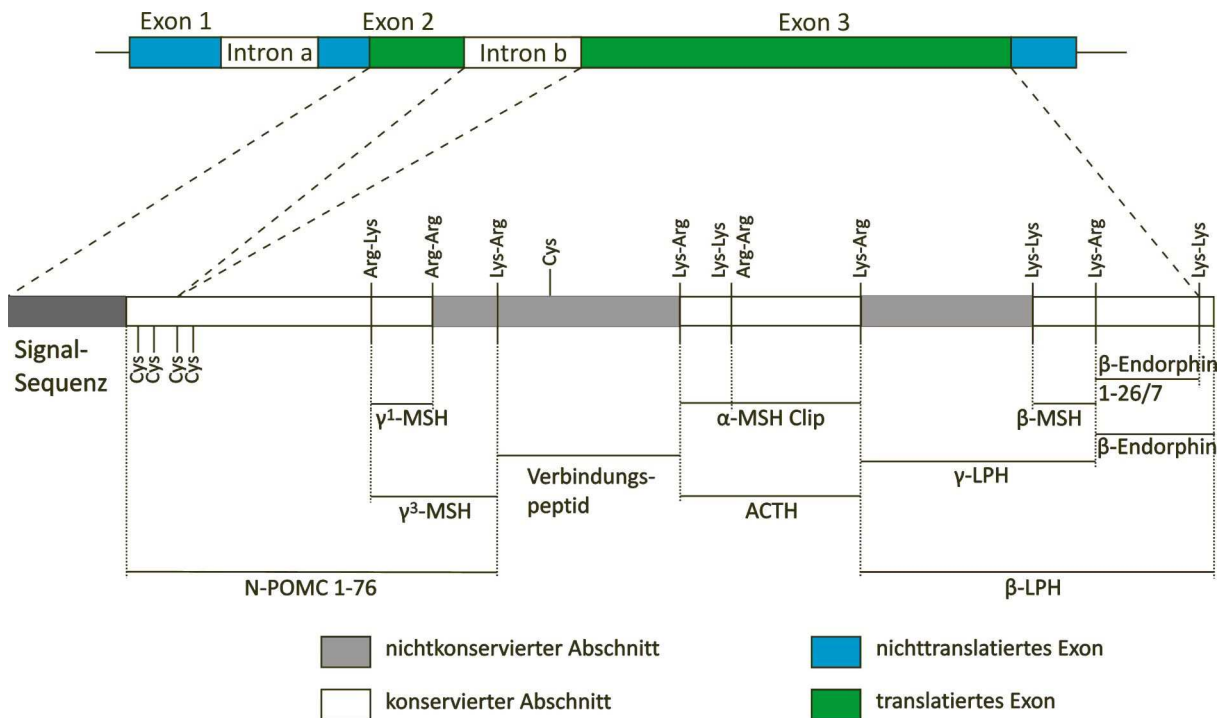 Exon 1
Exon 2
Exon 3
Intron a
Intron b
Arg-Lys
Arg-Arg
Lys-Arg
Cys
Lys-Arg
Lys-Lys
Arg-Arg
Lys-Arg
Lys-Lys
Lys-Arg
Lys-Lys
Signal-
Sequenz
Cys
Cys
Cys
Cys
β-Endorphin
1-26/7
γ¹-MSH
α-MSH Clip
β-MSH
β-Endorphin
Verbindungs-
peptid
γ-LPH
γ³-MSH
ACTH
N-POMC 1-76
β-LPH
nichtkonservierter Abschnitt
nichttranslatiertes Exon
konservierter Abschnitt
translatiertes Exon